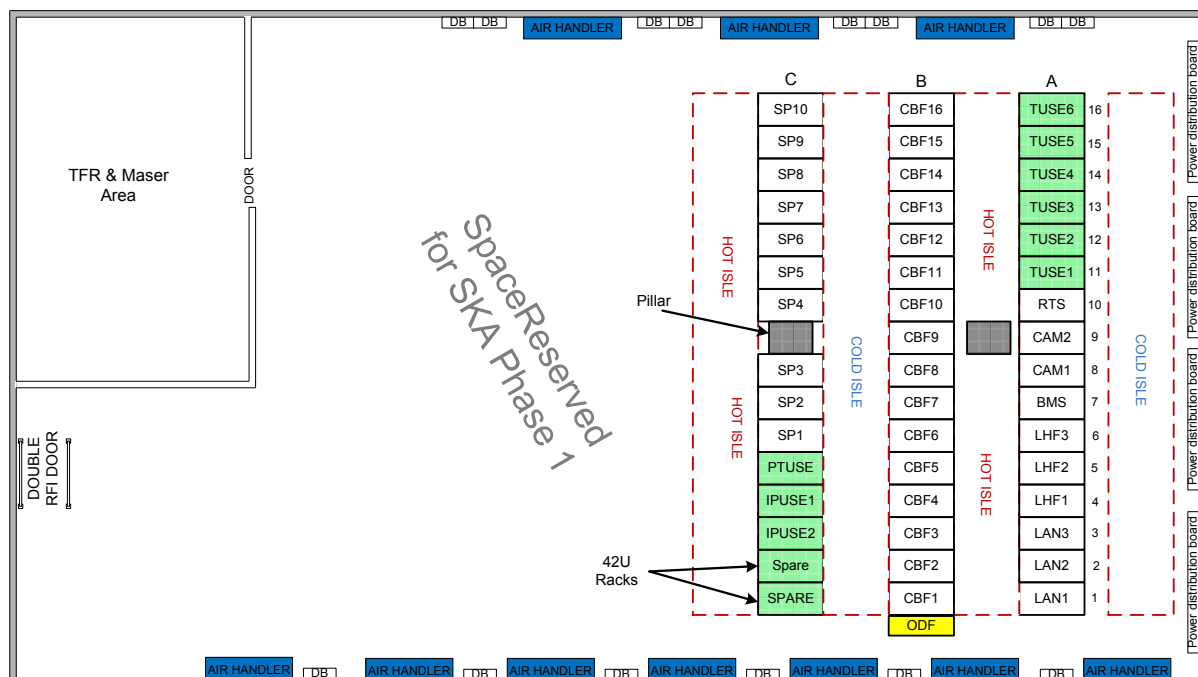 DB DB
AIR HANDLER
DB DB
AIR HANDLER
DB DB
AIR HANDLER
DB DB
TFR & Maser
Area
DOOR
DOUBLE
RFI DOOR
SpaceReserved
for SKA Phase 1
Pillar
42U
Racks
HOT ISLE
HOT ISLE
C
SP10
SP9
SP8
SP7
SP6
SP5
SP4
SP3
SP2
SP1
PTUSE
IPUSE1
IPUSE2
Spare
SPARE
COLD ISLE
B
CBF16
CBF15
CBF14
CBF13
CBF12
CBF11
CBF10
CBF9
CBF8
CBF7
CBF6
CBF5
CBF4
CBF3
CBF2
CBF1
ODF
HOT ISLE
HOT ISLE
A
TUSE6 16
TUSE5 15
TUSE4 14
TUSE3 13
TUSE2 12
TUSE1 11
RTS 10
CAM2 9
CAM1 8
BMS 7
LHF3 6
LHF2 5
LHF1 4
LAN3 3
LAN2 2
LAN1 1
COLD ISLE
Power distribution board
Power distribution board
Power distribution board
Power distribution board
AIR HANDLER
DB
AIR HANDLER
DB
AIR HANDLER
DB
AIR HANDLER
DB
AIR HANDLER
DB
AIR HANDLER
DB
AIR HANDLER